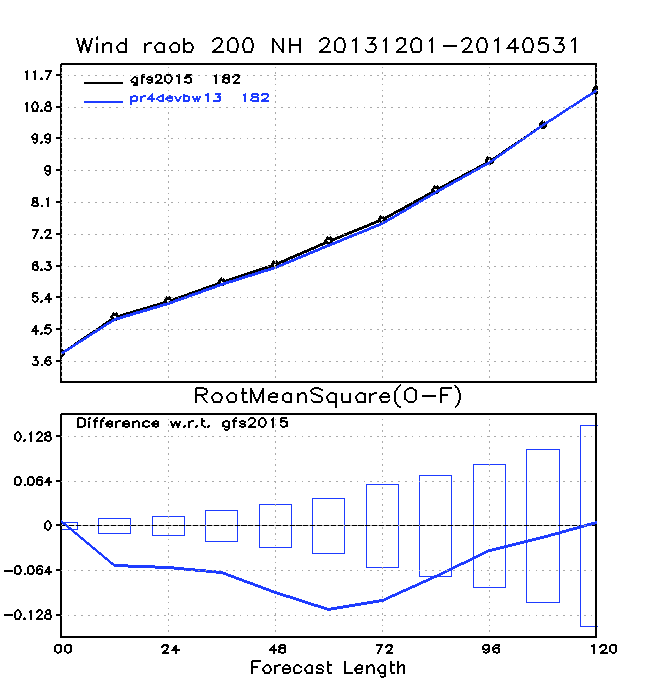 Wind raob 200 NH 20131201-20140531
gfs2015 182
pr4devbw13 182
11.7
10.8
9.9
9
8.1
7.2
6.3
5.4
4.5
3.6
RootMeanSquare(O-F)
Difference w.r.t. gfs2015
0.128
0.064
0
-0.064
-0.128
00 24 48 72 96 120
Forecast Length